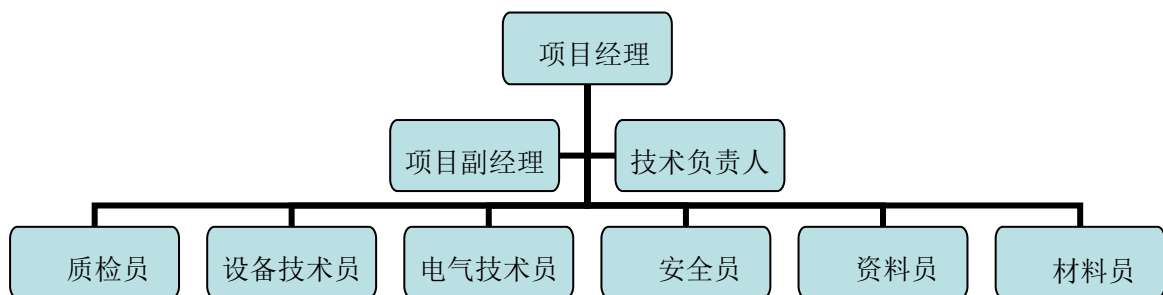 项目经理
项目副经理
技术负责人
质检员
设备技术员
电气技术员
安全员
资料员
材料员